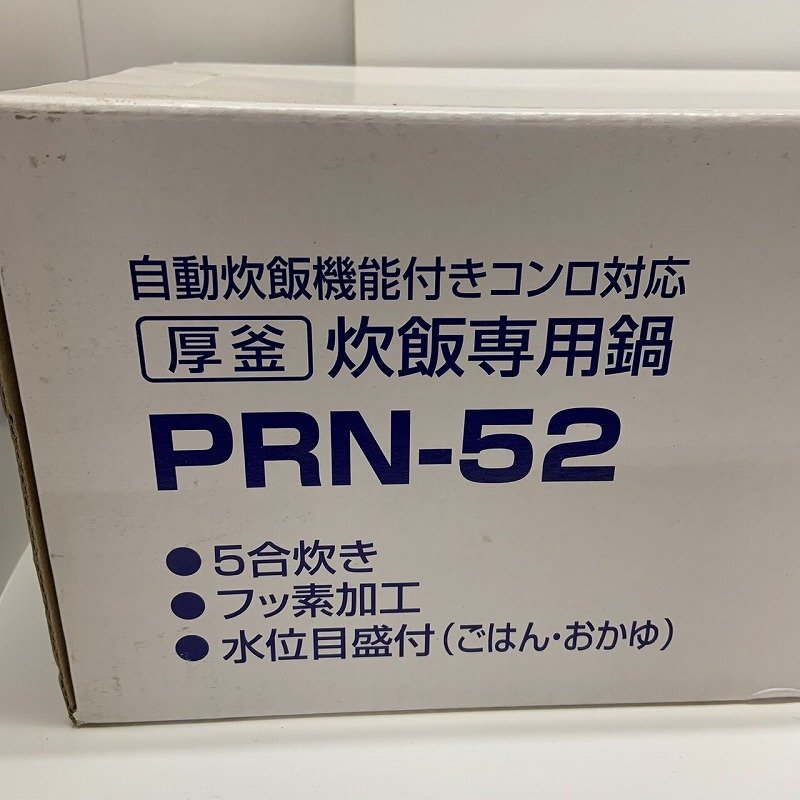 自動炊飯機能付きコンロ対応
厚釜 炊飯専用鍋
PRN-52
●5合炊き
●フッ素加工
●水位目盛付(ごはん・おかゆ)